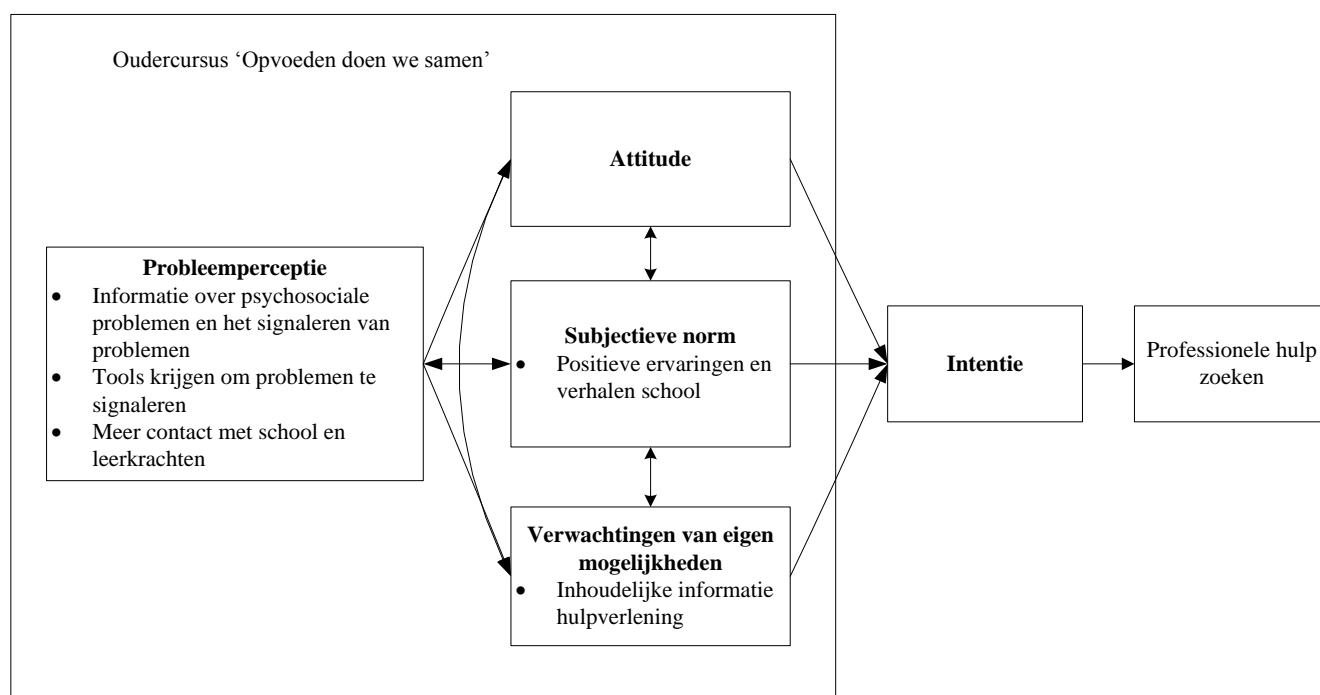 Oudercursus ‘Opvoeden doen we samen’
Attitude
Probleemperceptie
• Informatie over psychosociale
problemen en het signaleren van
problemen
• Tools krijgen om problemen te
signaleren
• Meer contact met school en
leerkrachten
Subjectieve norm
• Positieve ervaringen en
verhalen school
Verwachtingen van eigen
mogelijkheden
• Inhoudelijke informatie
hulpverlening
Intentie
Professionele hulp
zoeken